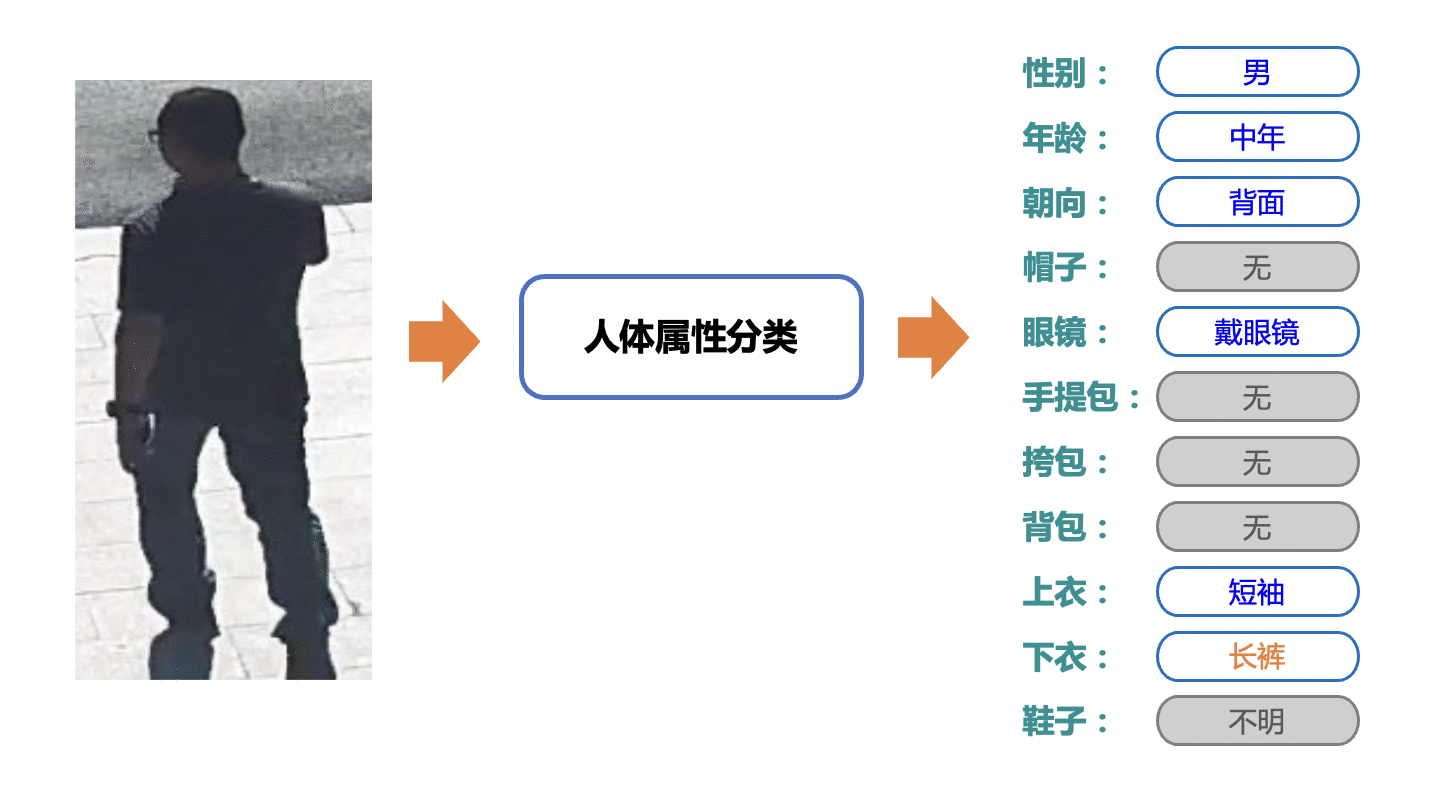 人体属性分类
性别： 男
年龄： 中年
朝向： 背面
帽子： 无
眼镜： 戴眼镜
手提包： 无
挎包： 无
背包： 无
上衣： 短袖
下衣： 长裤
鞋子： 不明